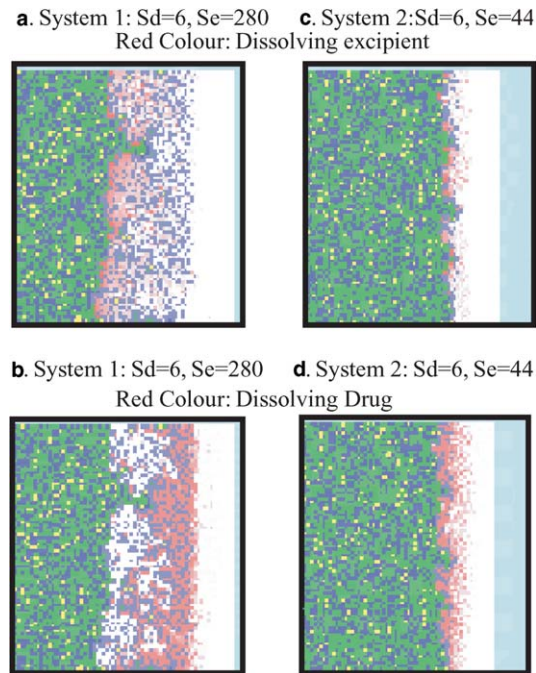 a. System 1: Sd=6, Se=280
c. System 2:Sd=6, Se=44
Red Colour: Dissolving excipient
b. System 1: Sd=6, Se=280
d. System 2: Sd=6, Se=44
Red Colour: Dissolving Drug